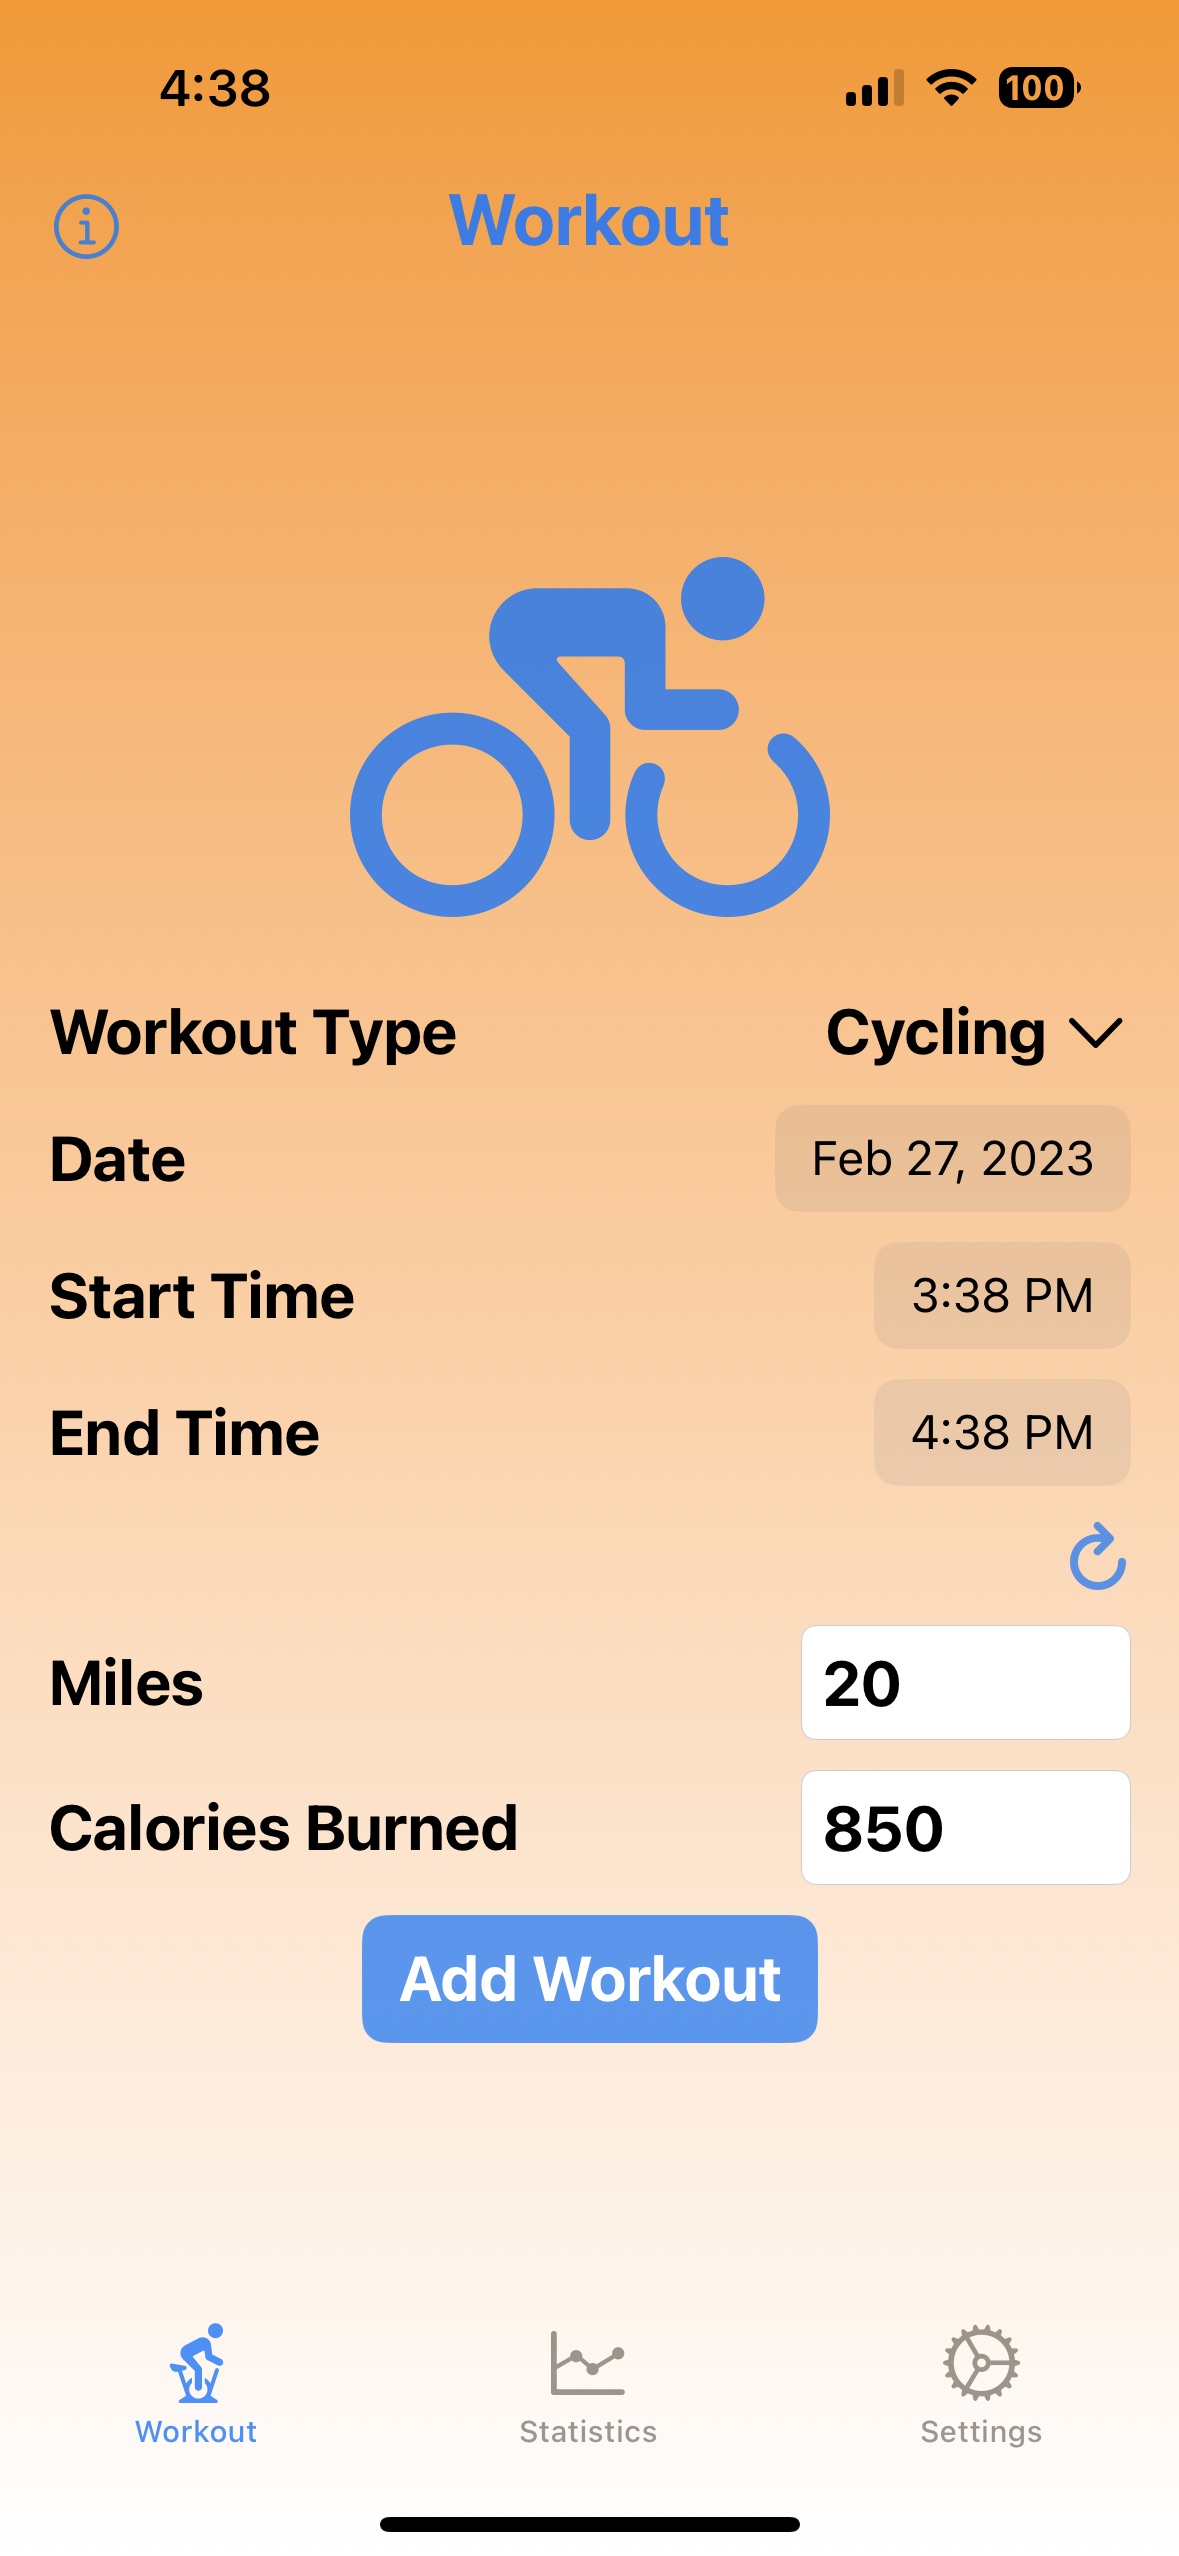 4:38
100
Workout
Workout Type
Cycling
Date
Feb 27, 2023
Start Time
3:38 PM
End Time
4:38 PM
Miles
20
Calories Burned
850
Add Workout
Workout
Statistics
Settings